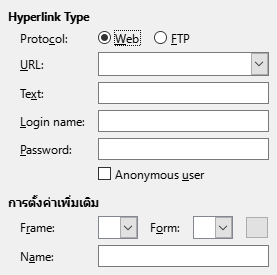 Hyperlink Type
Protocol: Web FTP
URL:
Text:
Login name:
Password:
Anonymous user
การตั้งค่าเพิ่มเติม
Frame: Form:
Name: